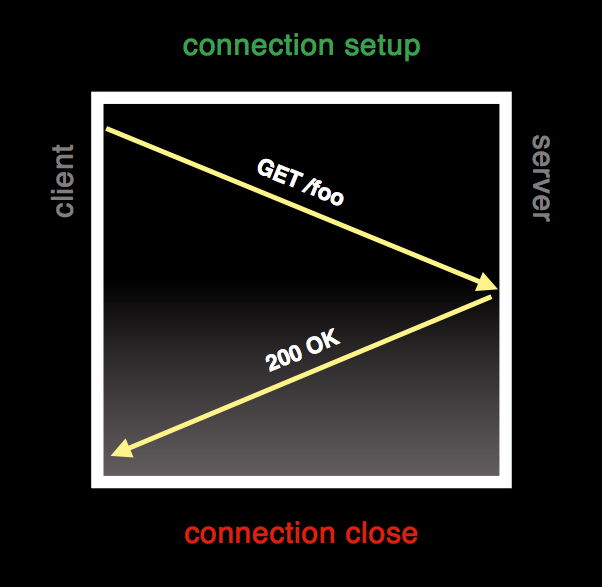 connection setup
client
server
GET /foo
200 OK
connection close